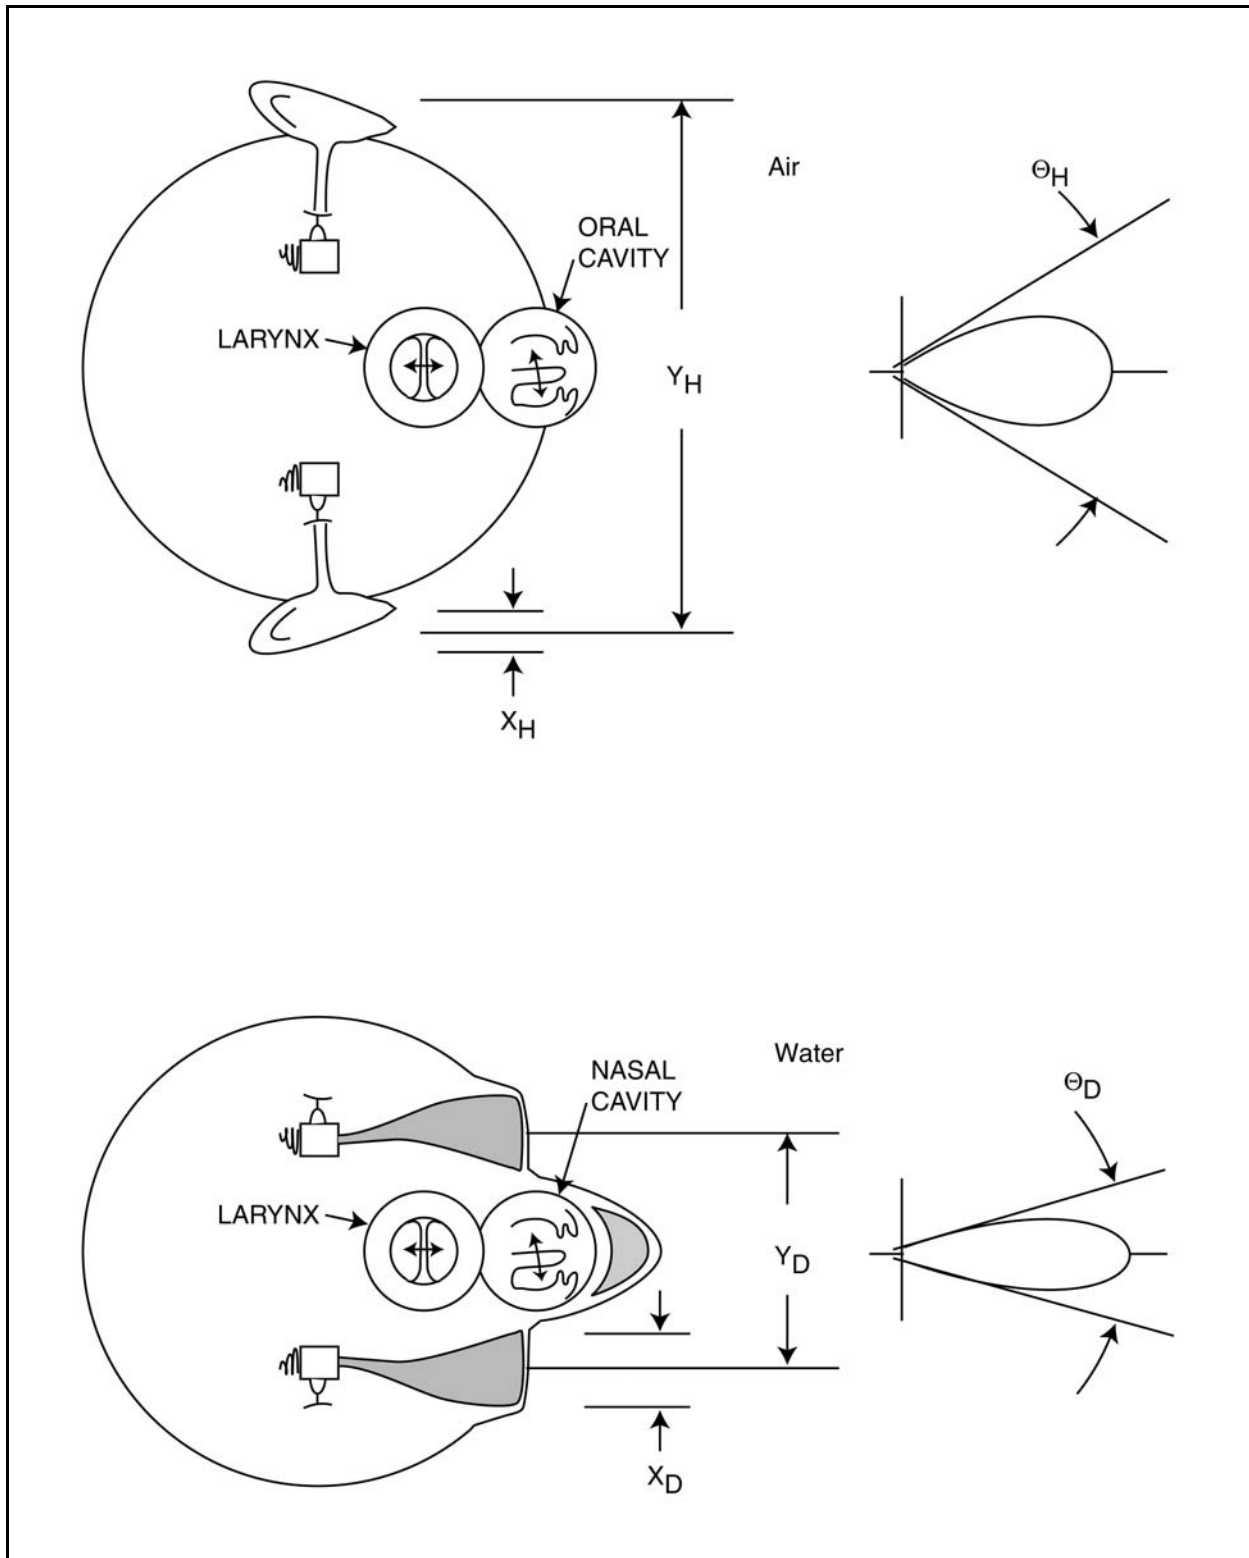 Air
ΘH
ORAL
CAVITY
LARYNX
YH
XH
Water
ΘD
NASAL
CAVITY
LARYNX
YD
XD